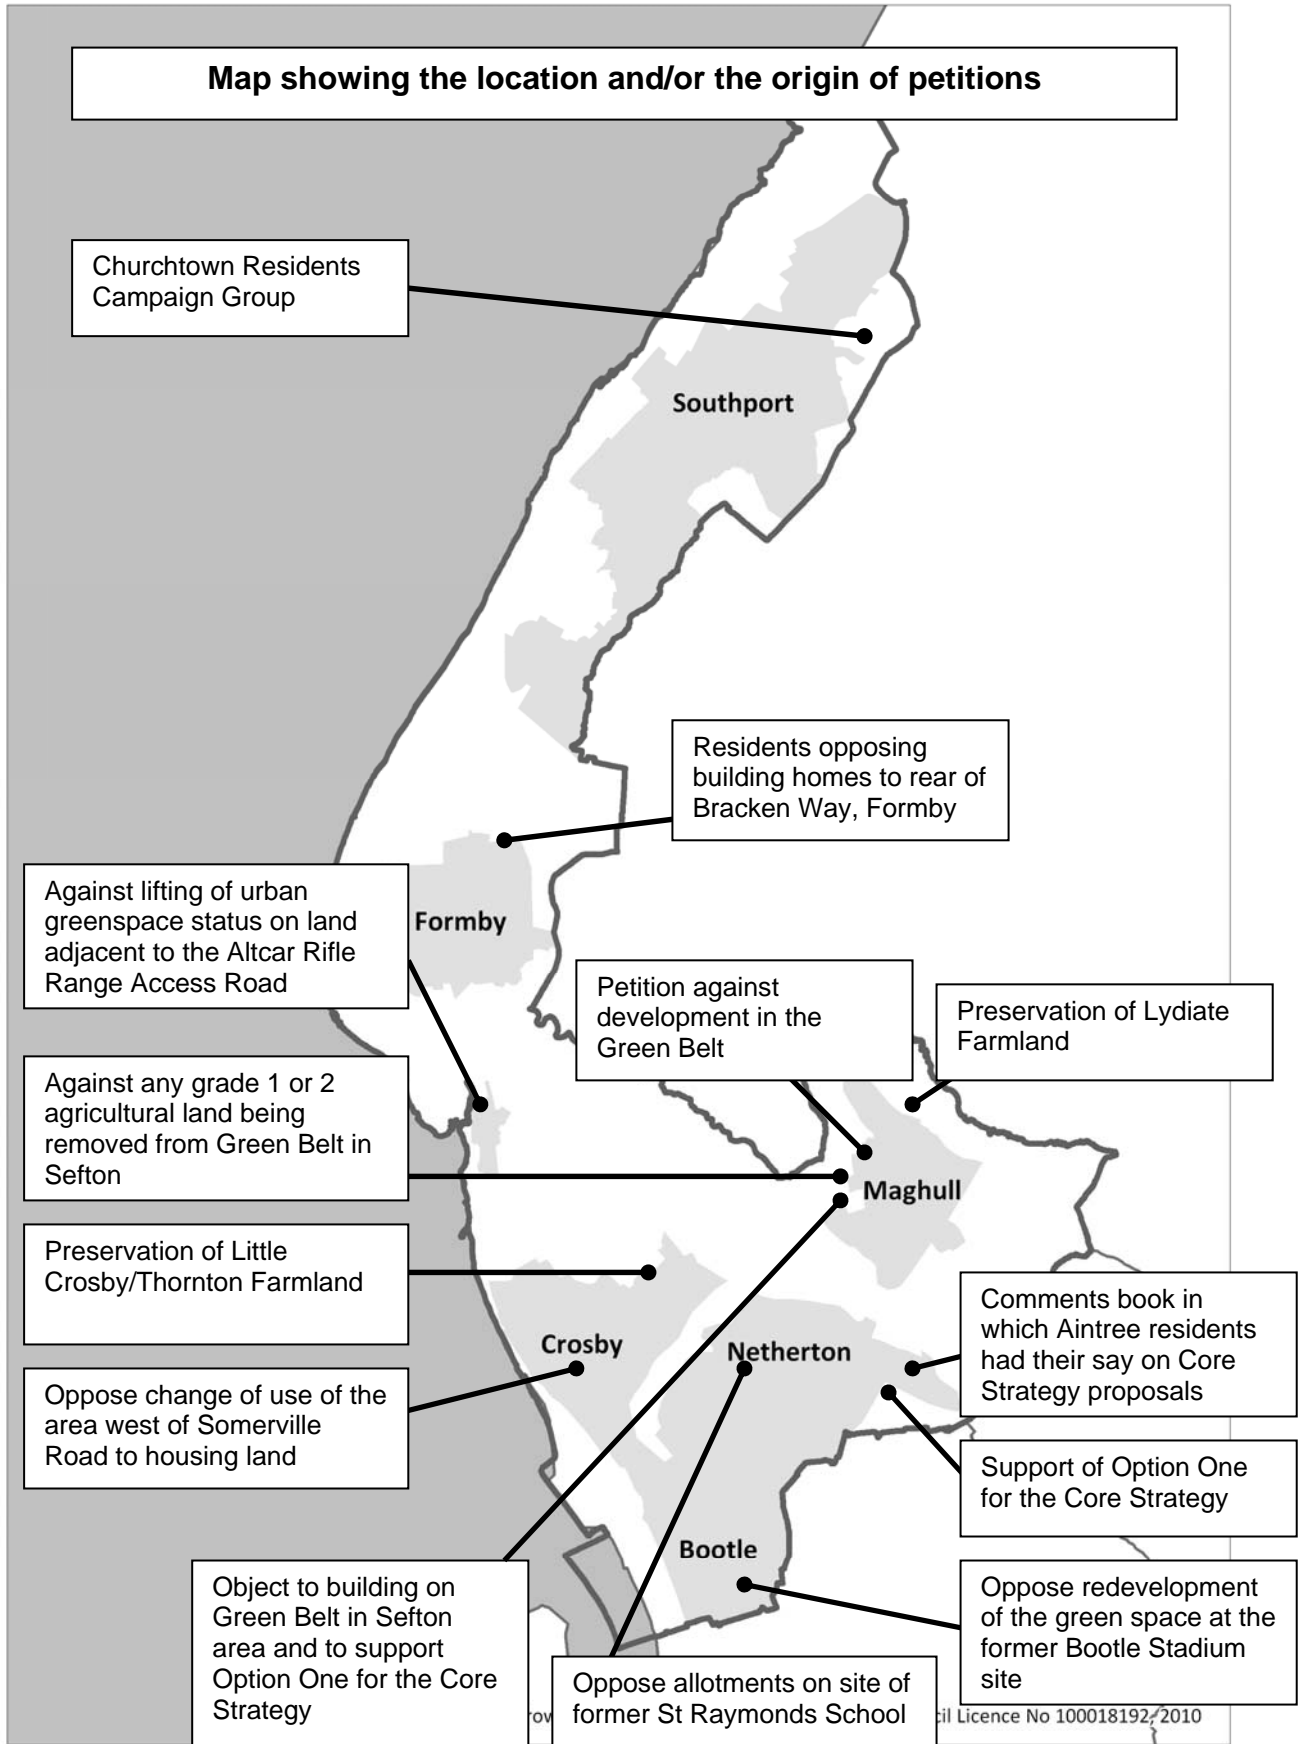 Map showing the location and/or the origin of petitions
Churchtown Residents
Campaign Group
Southport
Residents opposing
building homes to rear of
Bracken Way, Formby
Against lifting of urban
greenspace status on land
adjacent to the Altcar Rifle
Range Access Road
Formby
Petition against
development in the
Green Belt
Preservation of Lydiate
Farmland
Against any grade 1 or 2
agricultural land being
removed from Green Belt in
Sefton
Maghull
Preservation of Little
Crosby/Thornton Farmland
Crosby
Netherton
Comments book in
which Aintree residents
had their say on Core
Strategy proposals
Oppose change of use of the
area west of Somerville
Road to housing land
Support of Option One
for the Core Strategy
Bootle
Object to building on
Green Belt in Sefton
area and to support
Option One for the Core
Strategy
Oppose allotments on site of
former St Raymonds School
Oppose redevelopment
of the green space at the
former Bootle Stadium
site
Licence No 100018192, 2010